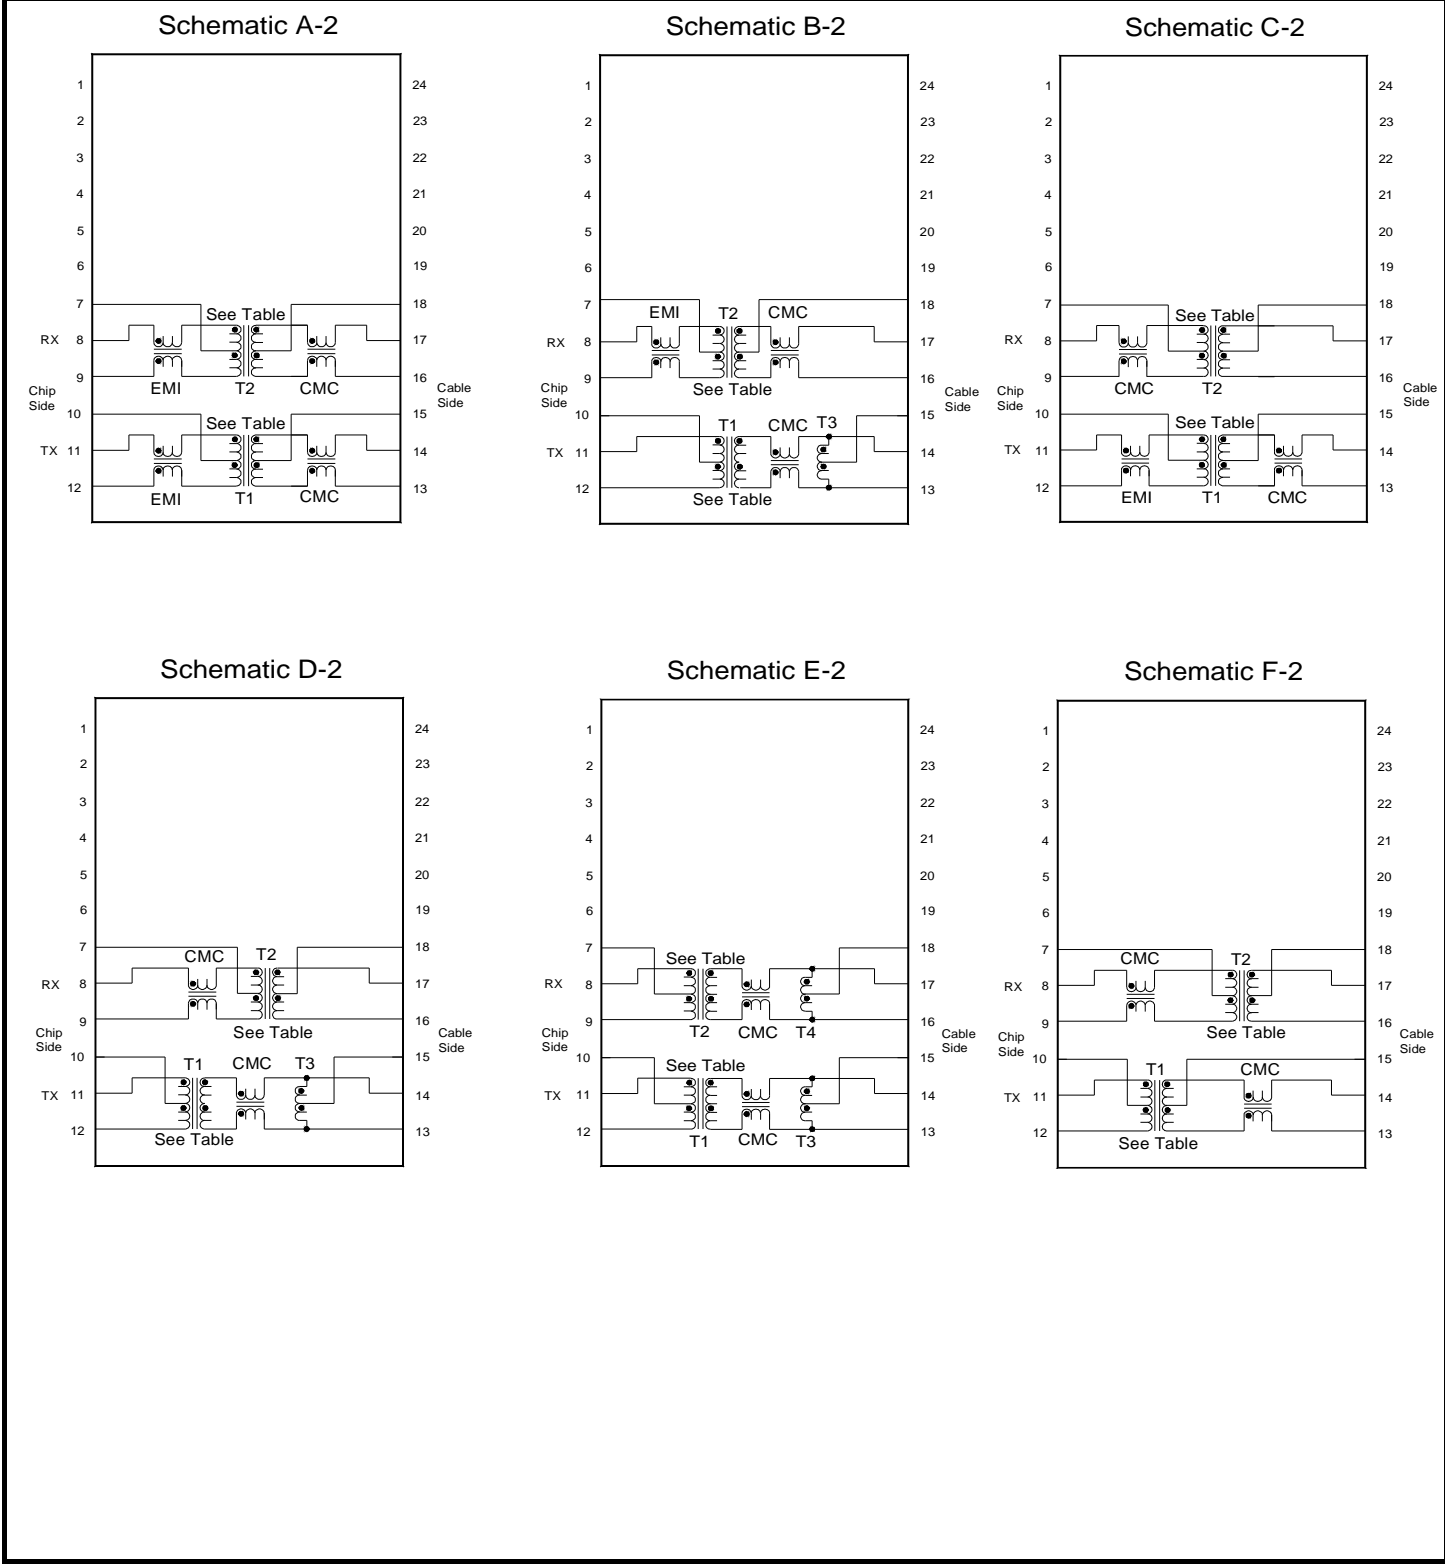 Schematic A-2
1
24
2
23
3
22
4
21
5
20
6
19
7
18
See Table
RX 8
17
9
16
EMI T2 CMC
Chip
Side
Cable
Side
10
15
See Table
TX 11
14
12
13
EMI T1 CMC
Schematic B-2
1
24
2
23
3
22
4
21
5
20
6
19
7
18
EMI T2 CMC
RX 8
17
9
16
See Table
Chip
Side
Cable
Side
10
15
T1 CMC T3
TX 11
14
12
13
See Table
Schematic C-2
1
24
2
23
3
22
4
21
5
20
6
19
7
18
See Table
RX 8
17
9
16
CMC T2
Chip
Side
Cable
Side
10
15
See Table
TX 11
14
12
13
EMI T1 CMC
Schematic D-2
1
24
2
23
3
22
4
21
5
20
6
19
7
18
CMC T2
RX 8
17
9
16
See Table
Chip
Side
Cable
Side
10
15
T1 CMC T3
TX 11
14
12
13
See Table
Schematic E-2
1
24
2
23
3
22
4
21
5
20
6
19
7
18
See Table
RX 8
17
9
16
T2 CMC T4
Chip
Side
Cable
Side
10
15
See Table
TX 11
14
12
13
T1 CMC T3
Schematic F-2
1
24
2
23
3
22
4
21
5
20
6
19
7
18
CMC T2
RX 8
17
9
16
See Table
Chip
Side
Cable
Side
10
15
T1 CMC
TX 11
14
12
13
See Table